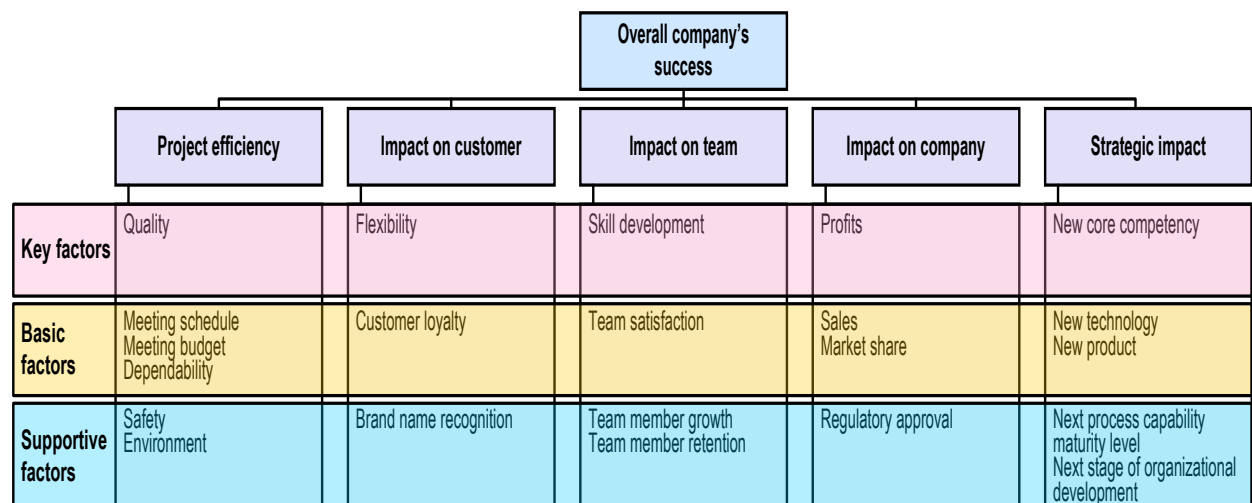 Overall company's
success
Project efficiency
Impact on customer
Impact on team
Impact on company
Strategic impact
Key factors
Quality
Flexibility
Skill development
Profits
New core competency
Basic
factors
Meeting schedule
Meeting budget
Dependability
Customer loyalty
Team satisfaction
Sales
Market share
New technology
New product
Supportive
factors
Safety
Environment
Brand name recognition
Team member growth
Team member retention
Regulatory approval
Next process capability
maturity level
Next stage of organizational
development